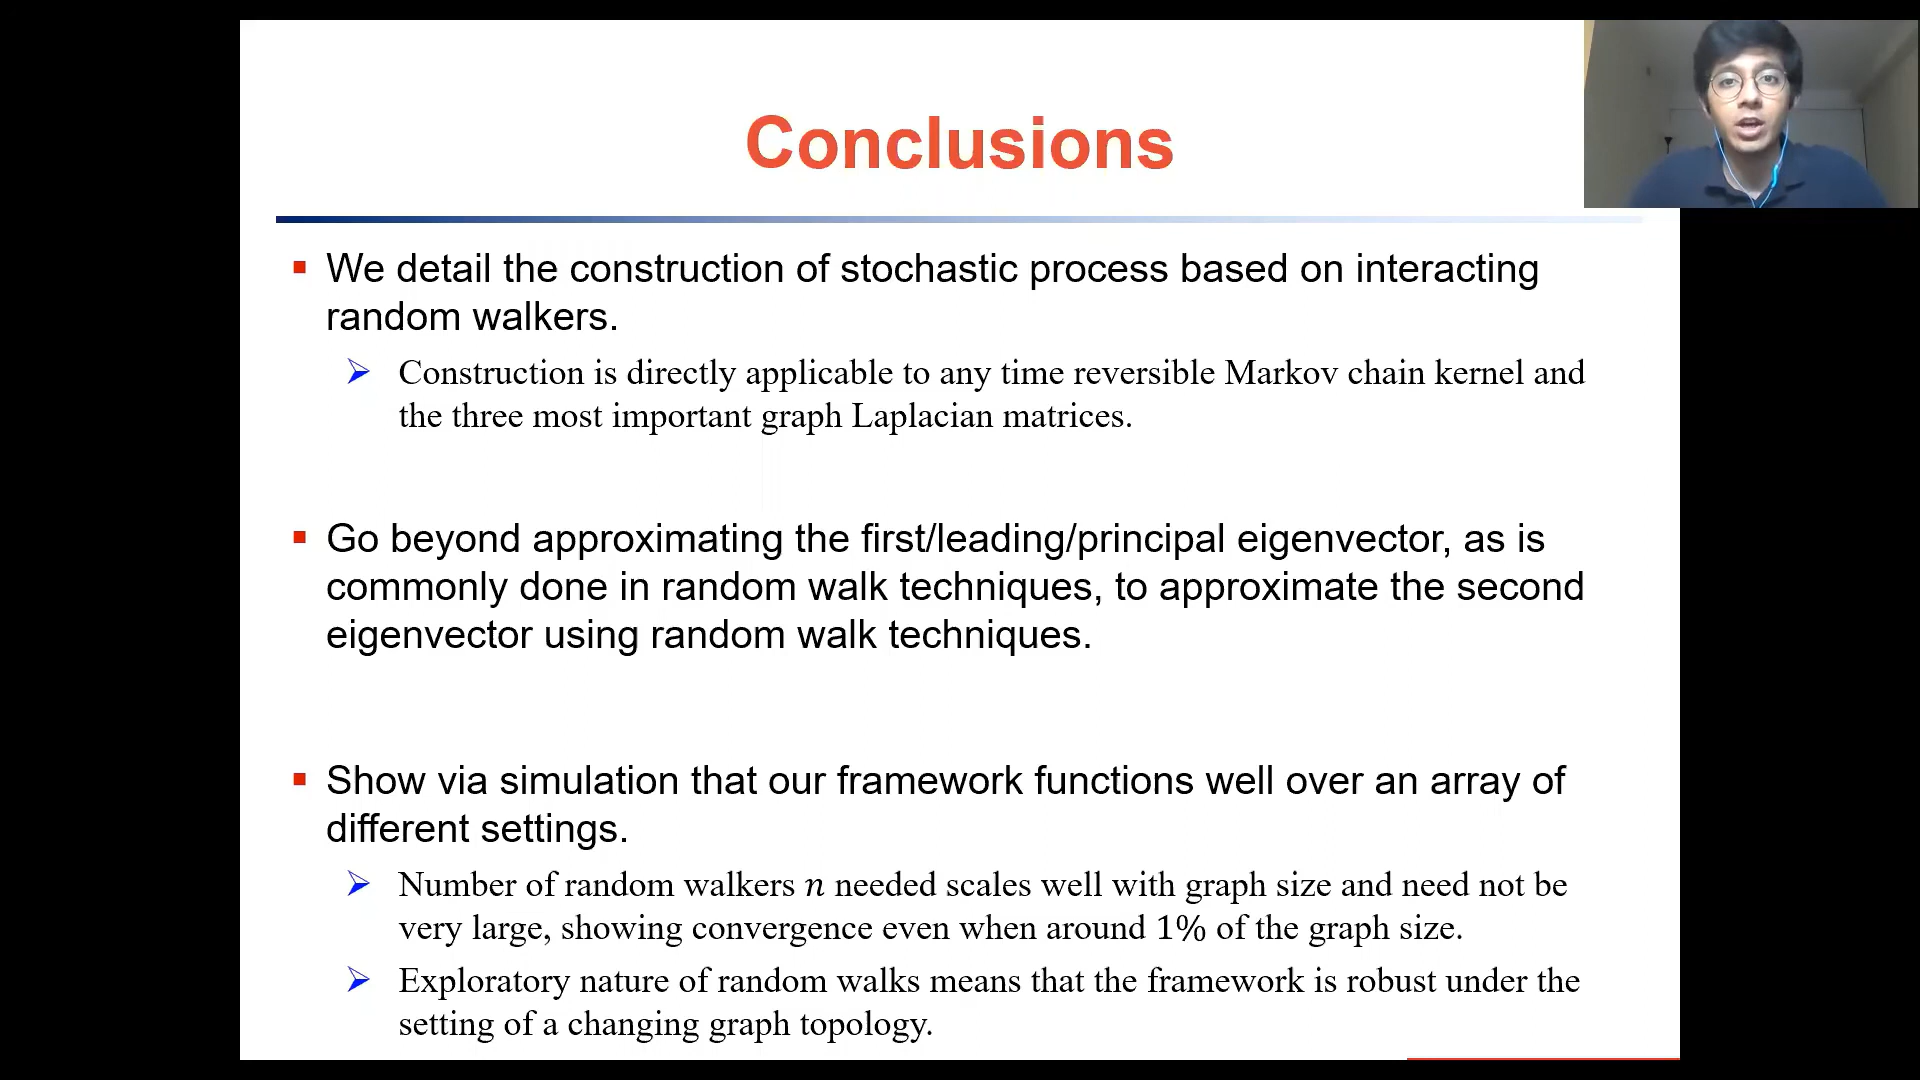 Conclusions
We detail the construction of stochastic process based on interacting
random walkers.
Construction is directly applicable to any time reversible Markov chain kernel and
the three most important graph Laplacian matrices.
Go beyond approximating the first/leading/principal eigenvector, as is
commonly done in random walk techniques, to approximate the second
eigenvector using random walk techniques.
Show via simulation that our framework functions well over an array of
different settings.
Number of random walkers n needed scales well with graph size and need not be
very large, showing convergence even when around 1% of the graph size.
Exploratory nature of random walks means that the framework is robust under the
setting of a changing graph topology.